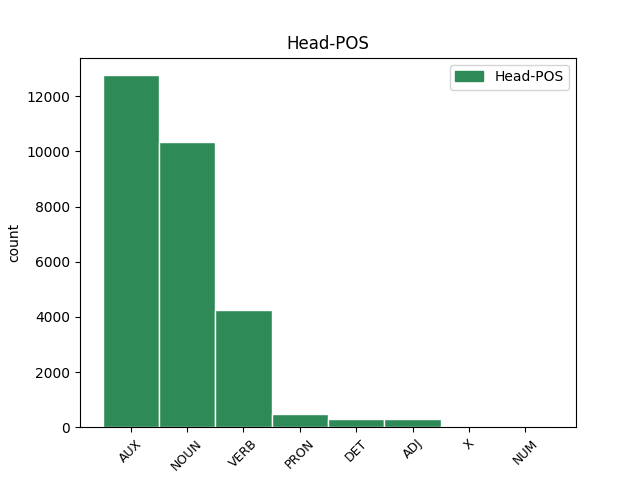 Head-POS
Head-POS
count
12000
10000
8000
6000
4000
2000
0
AUX NOUN VERB PRON DET ADJ X NUM